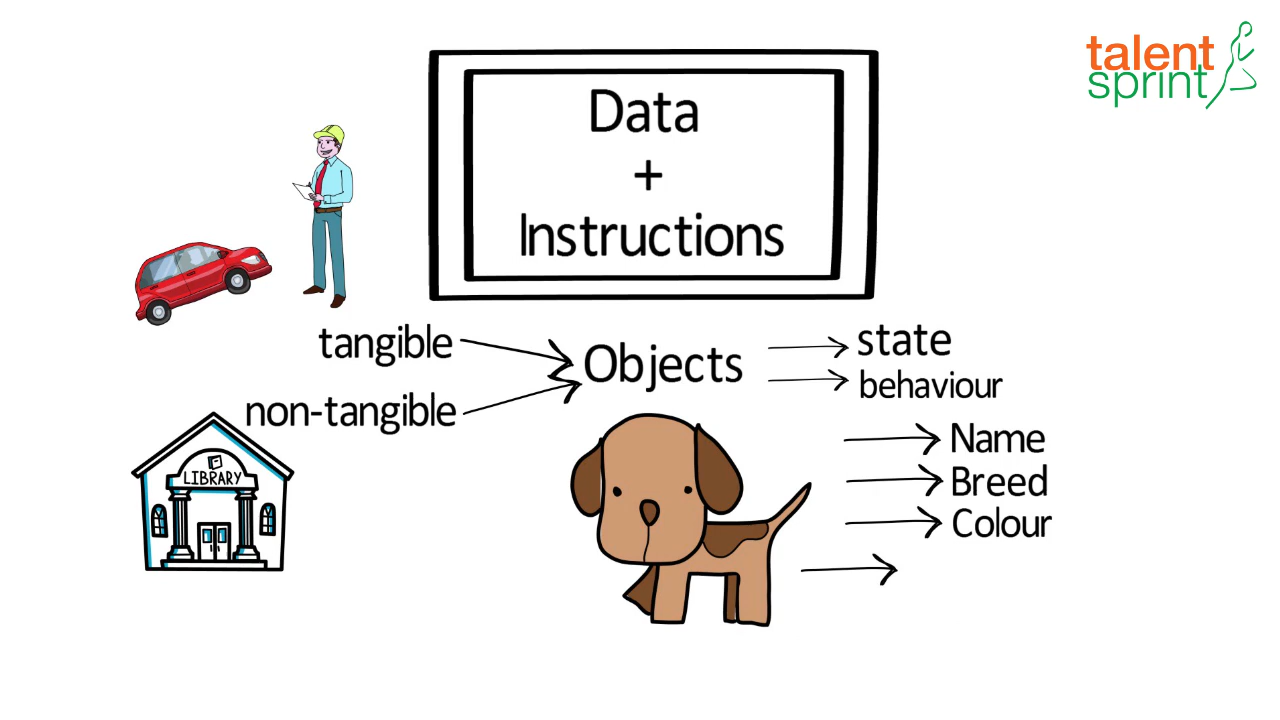 talent
sprint
Data
+
Instructions
tangible
non-tangible
Objects
state
behaviour
LIBRARY
Name
Breed
Colour